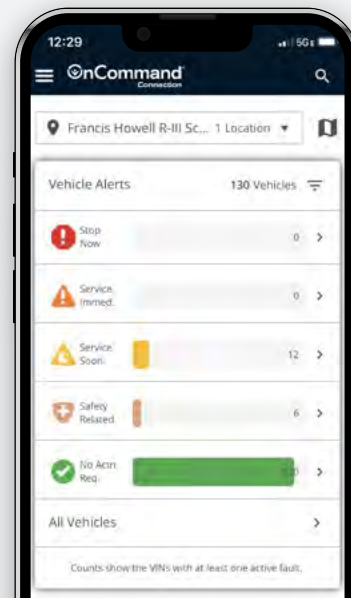 12:29
5G
OnCommand
Connection
Francis Howell R-III Sc... 1 Location
Vehicle Alerts 130 Vehicles
Stop
Now 0
Service
Immed. 0
Service
Soon. 12
Safety
Related 6
No Actn
Req.
All Vehicles
Counts show the VINs with at least one active fault.